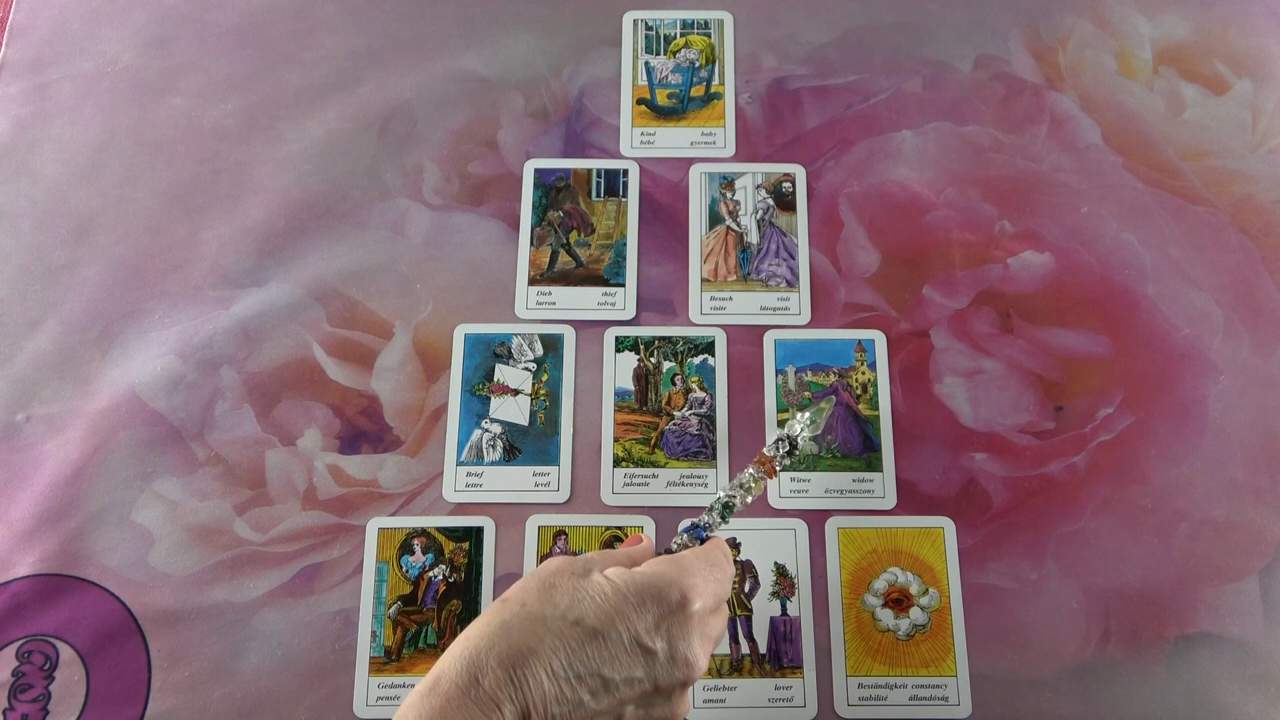 Kind baby
bébé gyermek
Dieb thief
larron tolvaj
Besuch visit
visite látogatás
Brief letter
lettre levél
Eifersucht jealousy
jalousie féltékenység
Witwe widow
veuve özvegyasszony
Gedanken
pensée
Geliebter lover
amant szerető
Beständigkeit constancy
stabilité állandóság